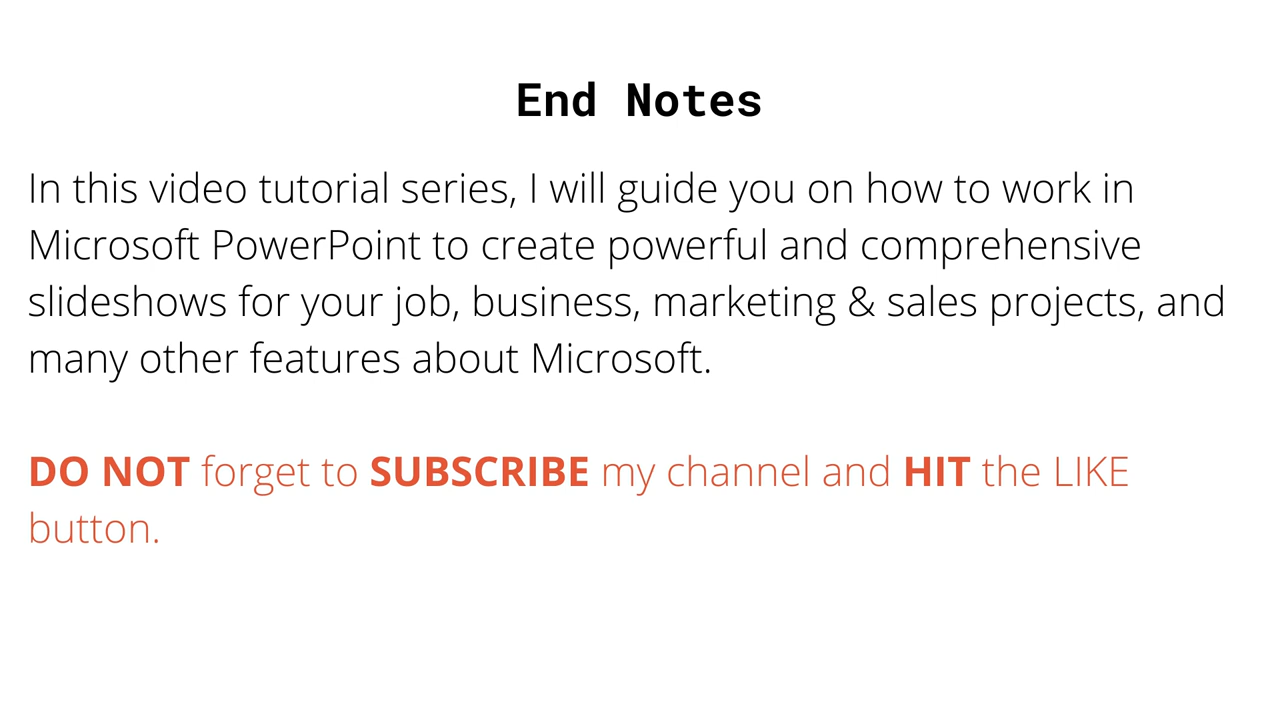 End Notes
In this video tutorial series, I will guide you on how to work in
Microsoft PowerPoint to create powerful and comprehensive
slideshows for your job, business, marketing & sales projects, and
many other features about Microsoft.
DO NOT forget to SUBSCRIBE my channel and HIT the LIKE
button.